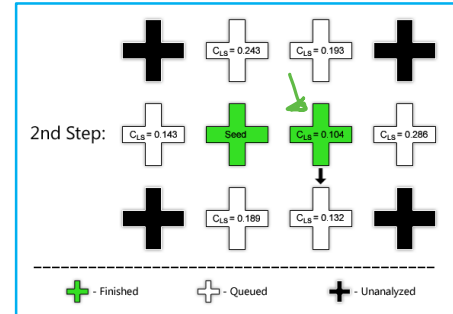 C_LS = 0.243 C_LS = 0.193
2nd Step: C_LS = 0.143 Seed C_LS = 0.104 C_LS = 0.286
C_LS = 0.189 C_LS = 0.132
- Finished - Queued - Unanalyzed